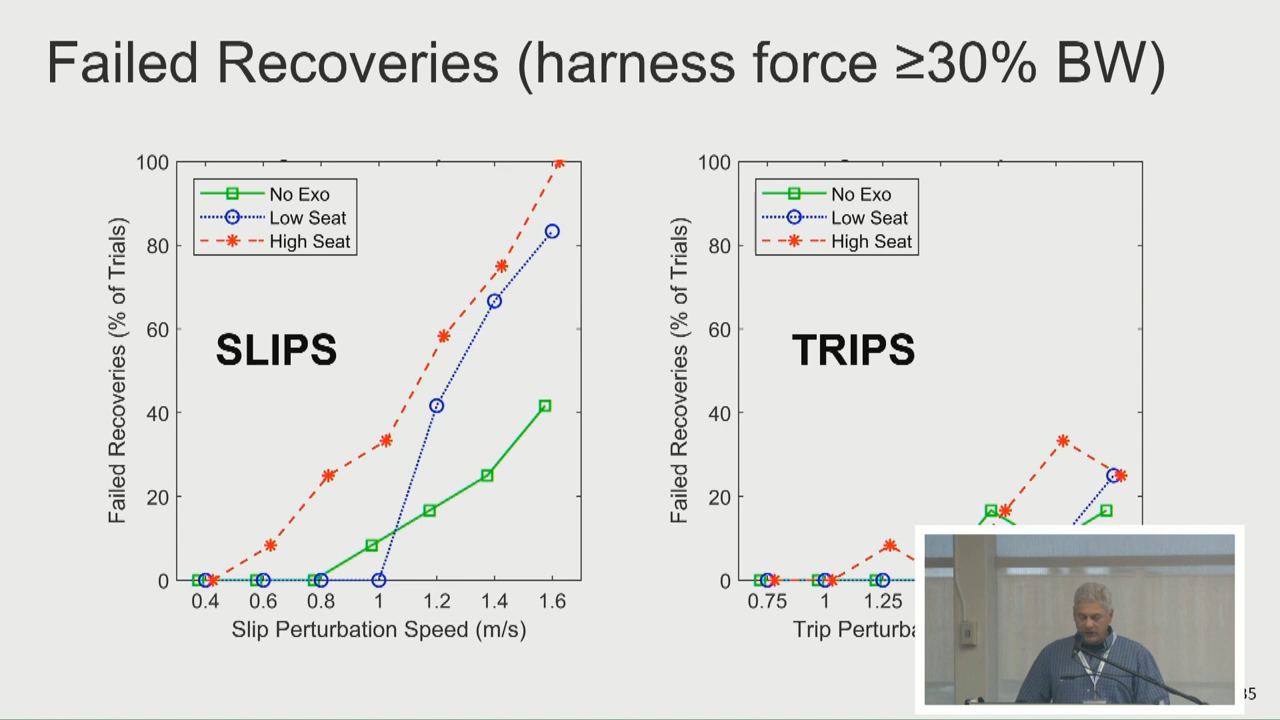 Failed Recoveries (harness force ≥30% BW)
100
80
60
40
20
0
Failed Recoveries (% of Trials)
No Exo
Low Seat
High Seat
SLIPS
0.4 0.6 0.8 1 1.2 1.4 1.6
Slip Perturbation Speed (m/s)
100
80
60
40
20
0
Failed Recoveries (% of Trials)
No Exo
Low Seat
High Seat
TRIPS
0.75 1 1.25
Trip Perturba
35